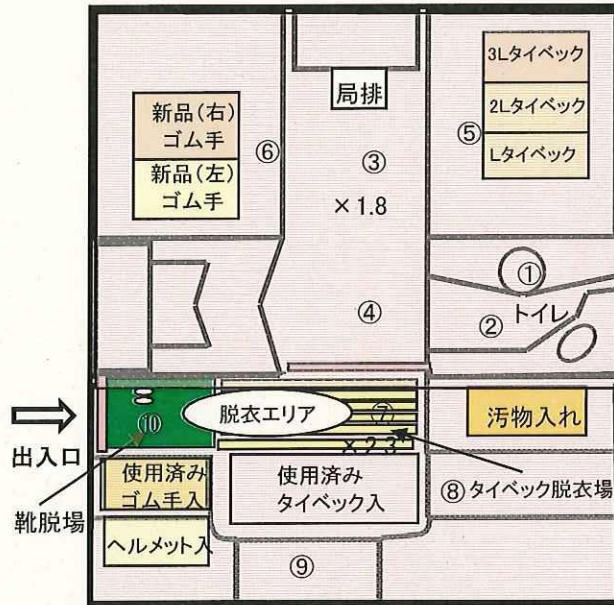 3Lタイベック
2Lタイベック
Lタイベック
⑤
局排
新品(右)
ゴム手
新品(左)
ゴム手
⑥
③
×1.8
①
トイレ
②
④
出入口
靴脱場
⑩
脱衣エリア
⑦
×2.3
汚物入れ
使用済み
ゴム手入
使用済み
タイベック入
⑧タイベック脱衣場
ヘルメット入
⑨